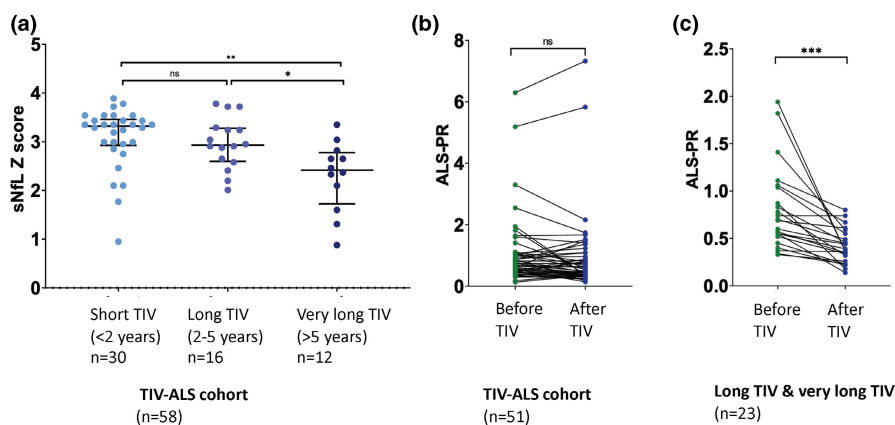 (a)
5
4
3
2
1
0
sNfL Z score
**
ns
*
Short TIV
(<2 years)
n=30
Long TIV
(2-5 years)
n=16
Very long TIV
(>5 years)
n=12
TIV-ALS cohort
(n=58)
(b)
8
6
4
2
0
ALS-PR
ns
Before
TIV
After
TIV
TIV-ALS cohort
(n=51)
(c)
2.5
2.0
1.5
1.0
0.5
0.0
ALS-PR
***
Before
TIV
After
TIV
Long TIV & very long TIV
(n=23)